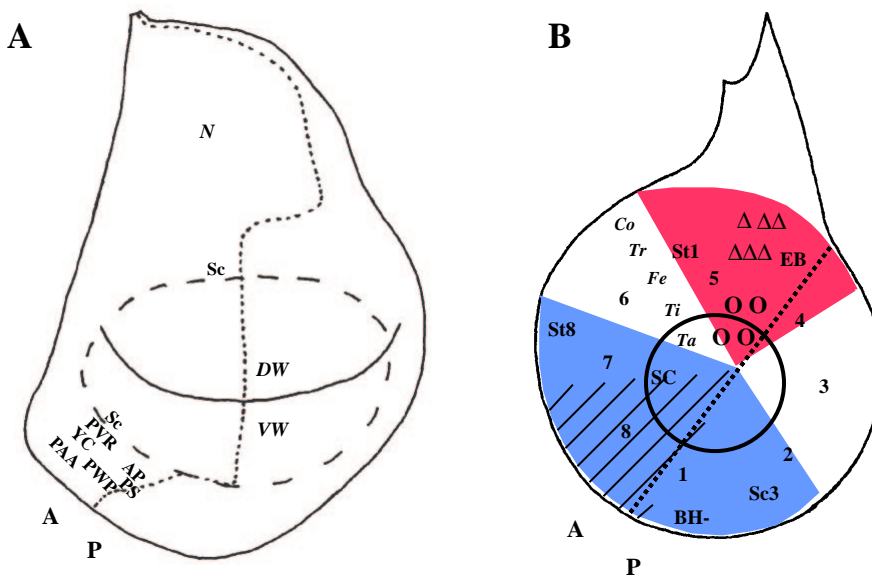 A
N
Sc
DW
VW
Sc
PVR
YC
PAA PWP
AP
PS
A
P
B
Co
Tr
Fe
Ti
Ta
St1
Δ ΔΔ
ΔΔΔ
EB
5
O O
O O
4
6
St8
7
SC
3
8
1
2
Sc3
BH-
A
P